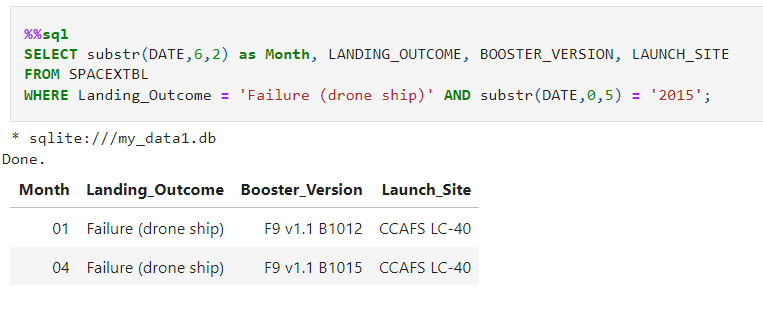 %%sql
SELECT substr(DATE,6,2) as Month, LANDING_OUTCOME, BOOSTER_VERSION, LAUNCH_SITE
FROM SPACEXTBL
WHERE Landing_Outcome = 'Failure (drone ship)' AND substr(DATE,0,5) = '2015';
* sqlite:///my_data1.db
Done.
Month Landing_Outcome Booster_Version Launch_Site
01 Failure (drone ship) F9 v1.1 B1012 CCAFS LC-40
04 Failure (drone ship) F9 v1.1 B1015 CCAFS LC-40